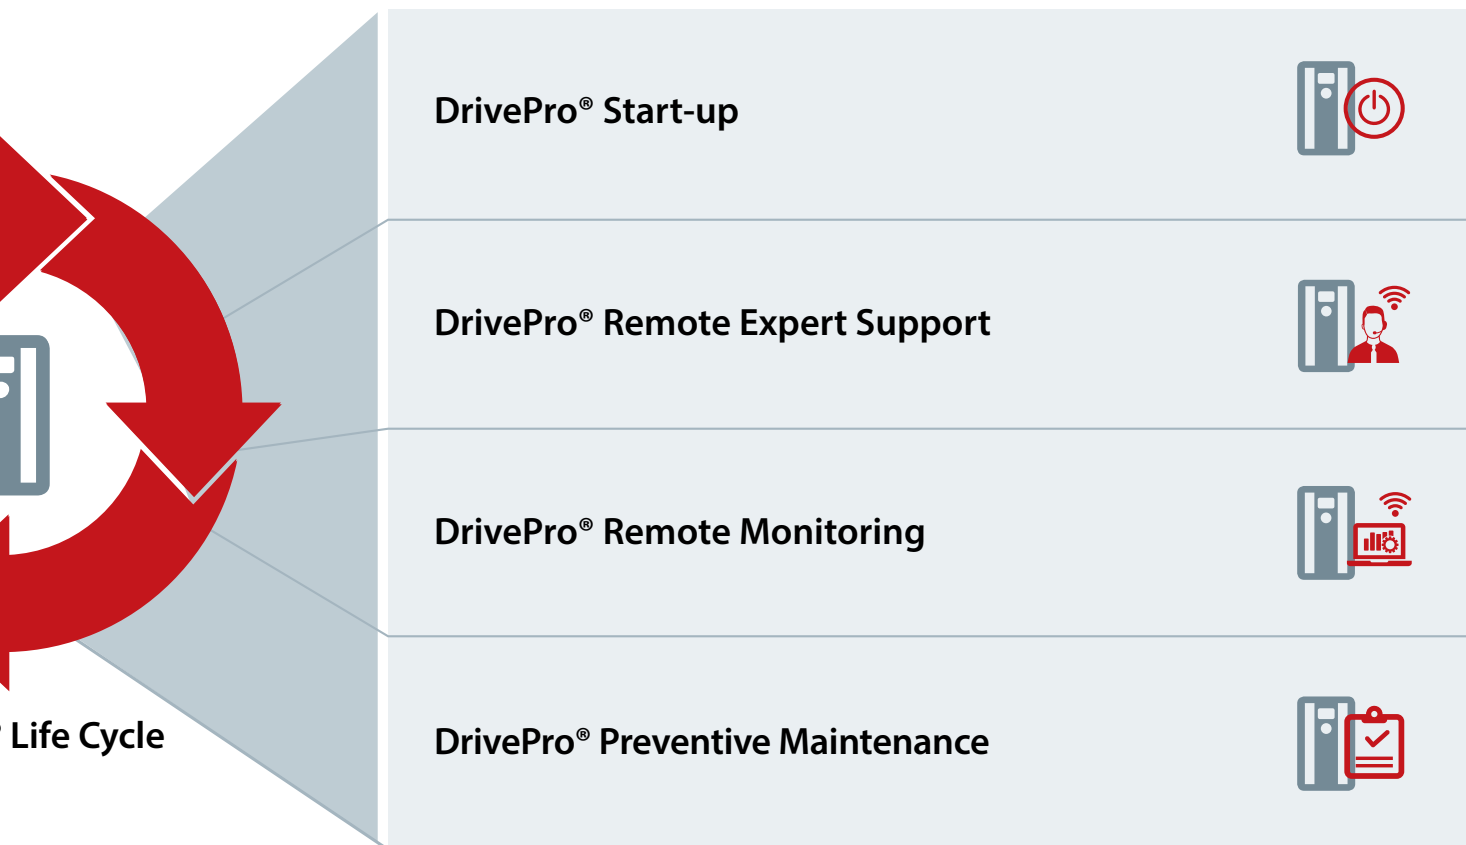 DrivePro® Start-up
DrivePro® Remote Expert Support
DrivePro® Remote Monitoring
Life Cycle
DrivePro® Preventive Maintenance